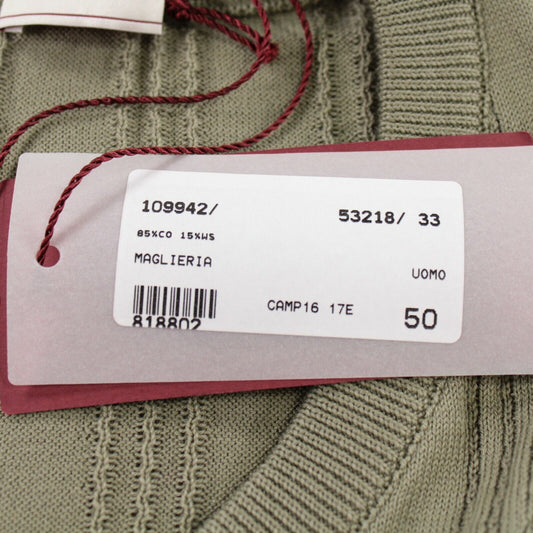 109942/ 53218/ 33
85%CO 15%WS
MAGLIERIA UOMO
CAMP16 17E 50
818802